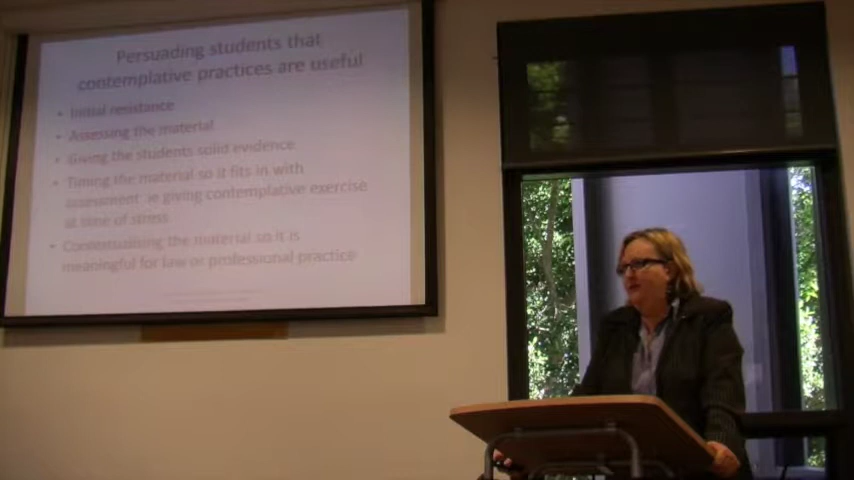 Persuading students that
contemplative practices are useful
• Initial resistance
• Assessing the material
• Giving the students solid evidence
• Timing the material so it fits in with
assessment ie giving contemplative exercise
at time of stress
• Contextualising the material so it is
meaningful for law or professional practice